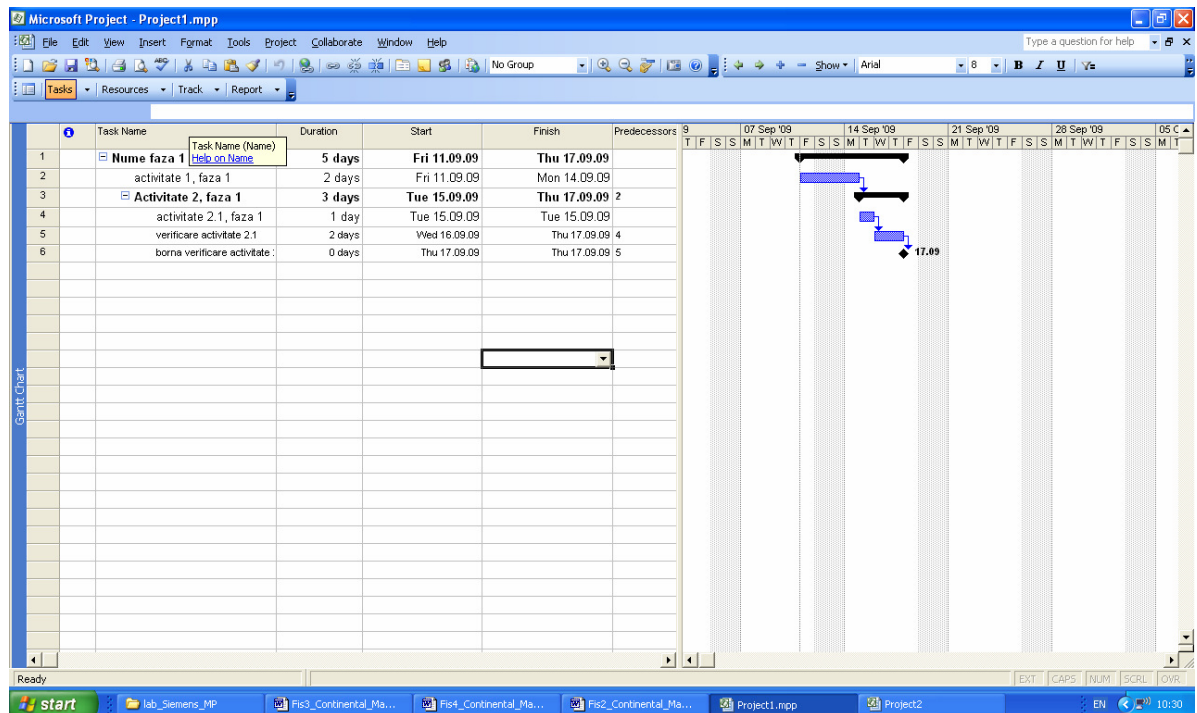 Microsoft Project - Project1.mpp
File Edit View Insert Format Tools Project Collaborate Window Help Type a question for help
No Group Show Arial 8 B I U
Tasks Resources Track Report
Task Name Duration Start Finish Predecessors 9 07 Sep '09 14 Sep '09 21 Sep '09 28 Sep '09 05
T F S S M T W T F S S M T W T F S S M T W T F S S M T W T F S S M T
Task Name (Name)
Help on Name
1 Nume faza 1 5 days Fri 11.09.09 Thu 17.09.09
2 activitate 1, faza 1 2 days Fri 11.09.09 Mon 14.09.09
3 Activitate 2, faza 1 3 days Tue 15.09.09 Thu 17.09.09 2
4 activitate 2.1, faza 1 1 day Tue 15.09.09 Tue 15.09.09
5 verificare activitate 2.1 2 days Wed 16.09.09 Thu 17.09.09 4
6 borna verificare activitate 0 days Thu 17.09.09 Thu 17.09.09 5 17.09
Gantt Chart
Ready EXT CAPS NUM SCRL OVR
start lab_Siemens_MP Fis3_Continental_Ma... Fis4_Continental_Ma... Fis2_Continental_Ma... Project1.mpp Project2 EN 10:30